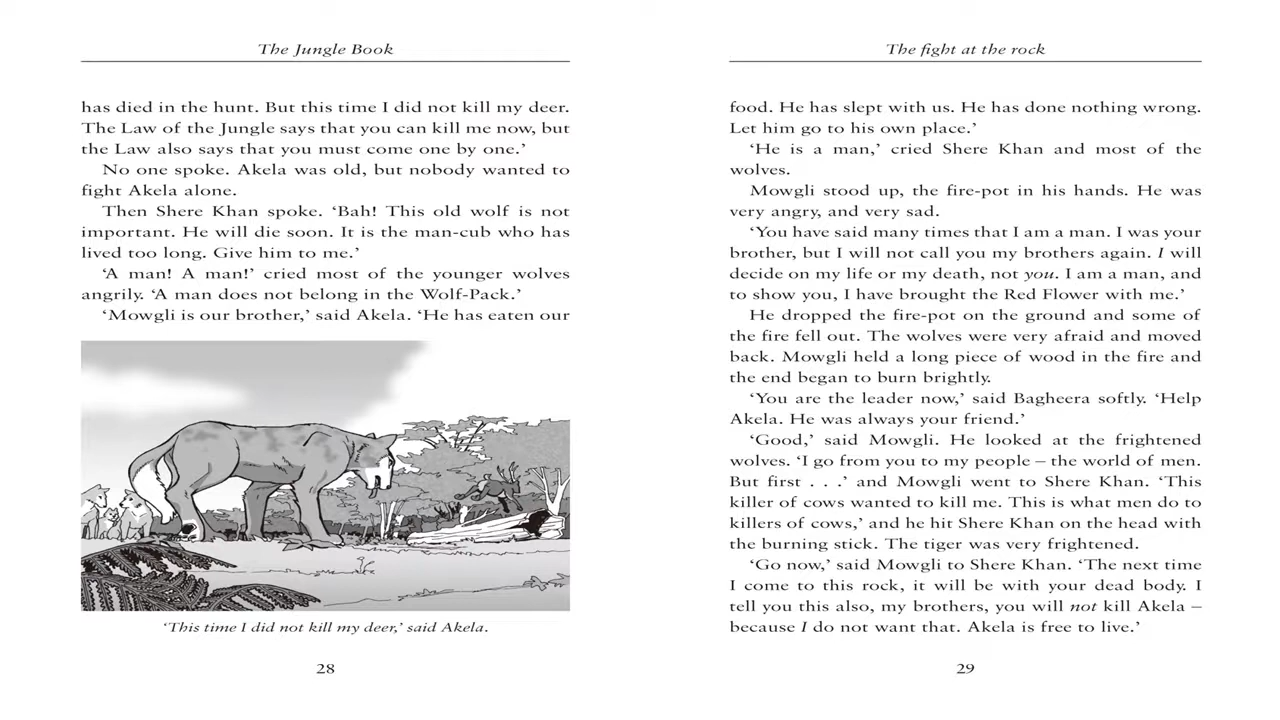 The Jungle Book
has died in the hunt. But this time I did not kill my deer.
The Law of the Jungle says that you can kill me now, but
the Law also says that you must come one by one.’
No one spoke. Akela was old, but nobody wanted to
fight Akela alone.
Then Shere Khan spoke. ‘Bah! This old wolf is not
important. He will die soon. It is the man-cub who has
lived too long. Give him to me.’
‘A man! A man!’ cried most of the younger wolves
angrily. ‘A man does not belong in the Wolf-Pack.’
‘Mowgli is our brother,’ said Akela. ‘He has eaten our
‘This time I did not kill my deer,’ said Akela.
28
The fight at the rock
food. He has slept with us. He has done nothing wrong.
Let him go to his own place.’
‘He is a man,’ cried Shere Khan and most of the
wolves.
Mowgli stood up, the fire-pot in his hands. He was
very angry, and very sad.
‘You have said many times that I am a man. I was your
brother, but I will not call you my brothers again. I will
decide on my life or my death, not you. I am a man, and
to show you, I have brought the Red Flower with me.’
He dropped the fire-pot on the ground and some of
the fire fell out. The wolves were very afraid and moved
back. Mowgli held a long piece of wood in the fire and
the end began to burn brightly.
‘You are the leader now,’ said Bagheera softly. ‘Help
Akela. He was always your friend.’
‘Good,’ said Mowgli. He looked at the frightened
wolves. ‘I go from you to my people – the world of men.
But first . . .’ and Mowgli went to Shere Khan. ‘This
killer of cows wanted to kill me. This is what men do to
killers of cows,’ and he hit Shere Khan on the head with
the burning stick. The tiger was very frightened.
‘Go now,’ said Mowgli to Shere Khan. ‘The next time
I come to this rock, it will be with your dead body. I
tell you this also, my brothers, you will not kill Akela –
because I do not want that. Akela is free to live.’
29